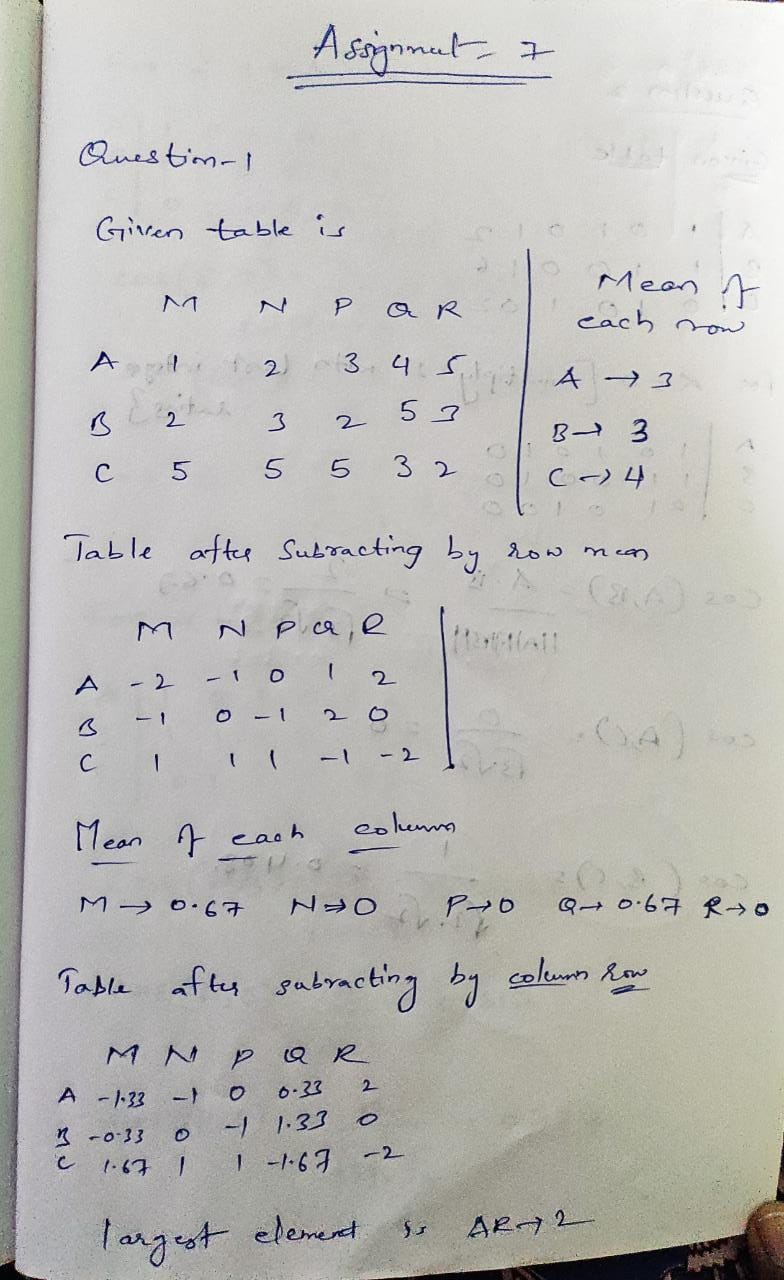 Assignment - 7
Question - 1
Given table is
M N P Q R
A 1 2 3 4 5
B 2 3 2 5 3
C 5 5 5 3 2
Mean of
each row
A → 3
B → 3
C → 4
Table after Subracting by row mean
M N P Q R
A -2 -1 0 1 2
B -1 0 -1 2 0
C 1 1 1 -1 -2
Mean of each column
M → 0.67 N → 0 P → 0 Q → 0.67 R → 0
Table after subracting by column row
M N P Q R
A -1.33 -1 0 0.33 2
B -0.33 0 -1 1.33 0
C 1.67 1 1 -1.67 -2
largest element is AR → 2